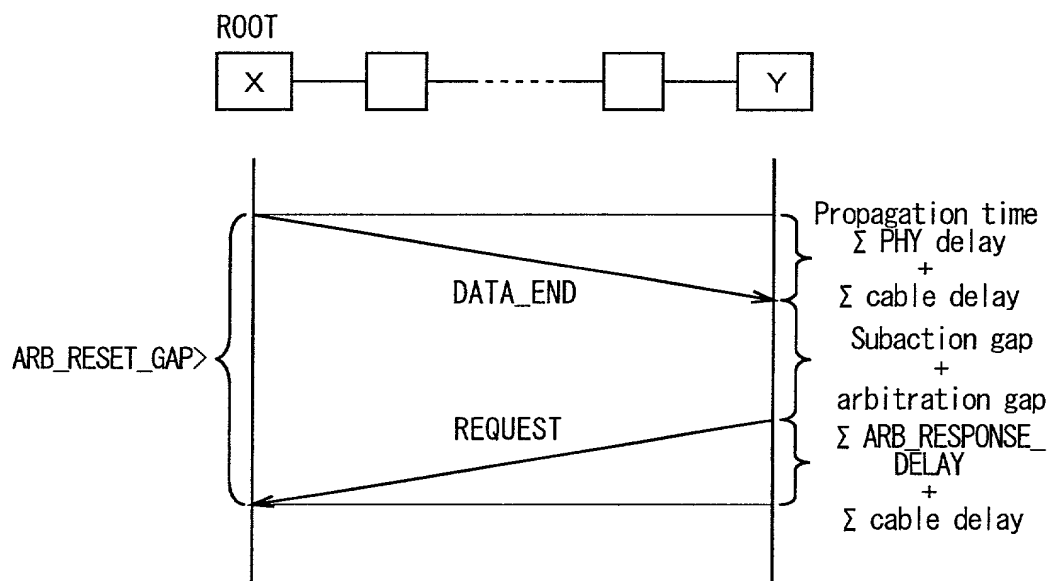 ROOT
X
Y
Propagation time
Σ PHY delay
+
Σ cable delay
DATA_END
Subaction gap
+
arbitration gap
ARB_RESET_GAP>
REQUEST
Σ ARB_RESPONSE_
DELAY
+
Σ cable delay